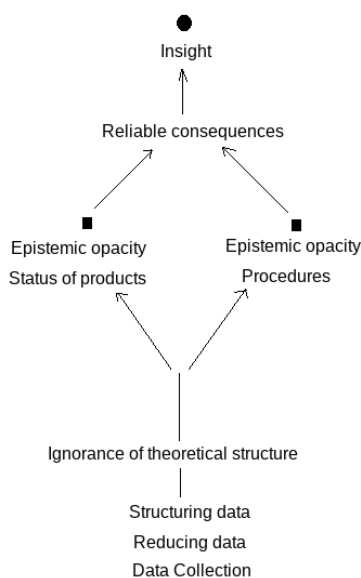 Insight
Reliable consequences
Epistemic opacity
Status of products
Epistemic opacity
Procedures
Ignorance of theoretical structure
Structuring data
Reducing data
Data Collection